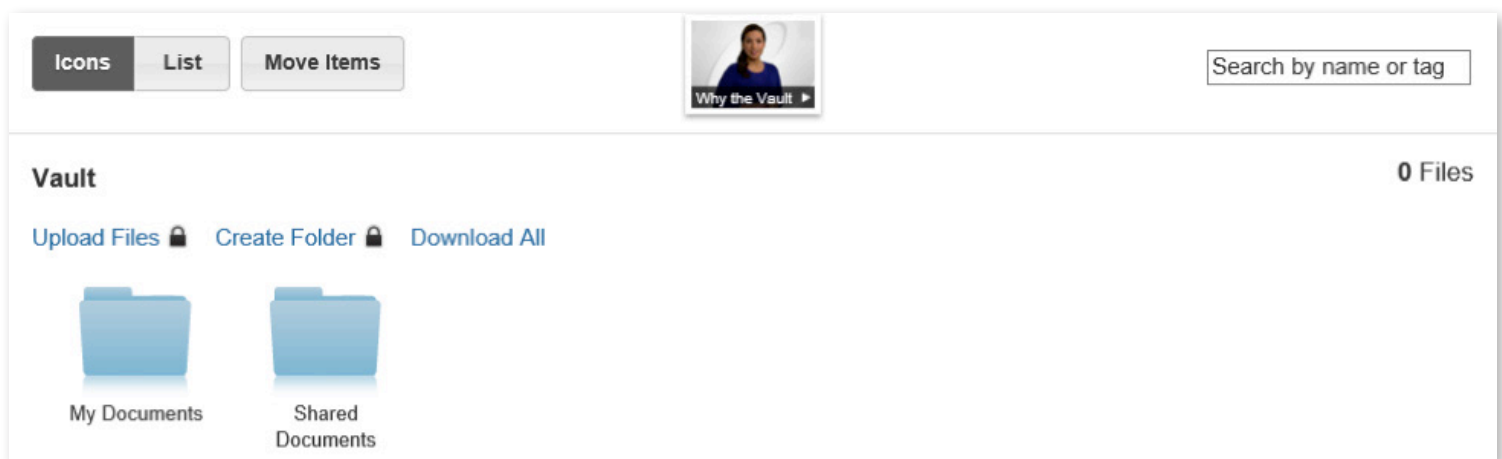 Icons List Move Items
Why the Vault
Search by name or tag
Vault
0 Files
Upload Files Create Folder Download All
My Documents
Shared
Documents